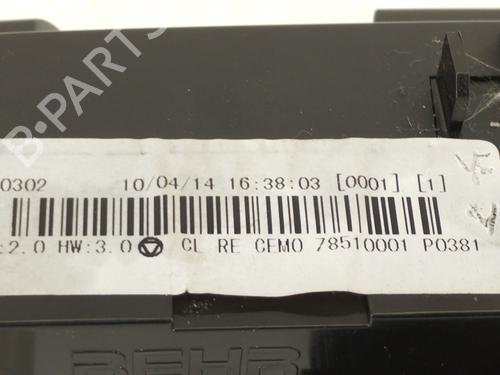 B-PARTS
0302 10/04/14 16:38:03 [0001] [1]
:2.0 HW:3.0 CL RE CEMO 78510001 P0381
BEHR